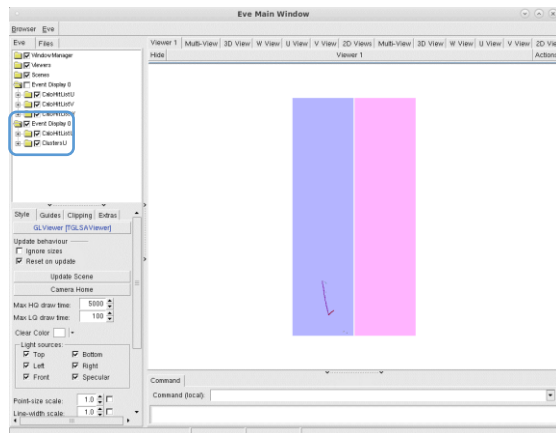 Eve Main Window
Browser Eve
Eve Files
Viewer 1 Multi-View 3D View W View U View V View 2D Views Multi-View 3D View W View U View V View 2D Vie
Hide Viewer 1 Action
WindowManager
Viewers
Scenes
Event Display 0
CaloHitListU
CaloHitListV
Event Display 0
CaloHitListU
ClustersU
Style Guides Clipping Extras
GLViewer [TGLSAViewer]
Update behaviour
Ignore sizes
Reset on update
Update Scene
Camera Home
Max HQ draw time: 5000
Max LQ draw time: 100
Clear Color
Light sources:
Top Bottom
Left Right
Front Specular
Point-size scale: 1.0
Line-width scale: 1.0
Command
Command (local):